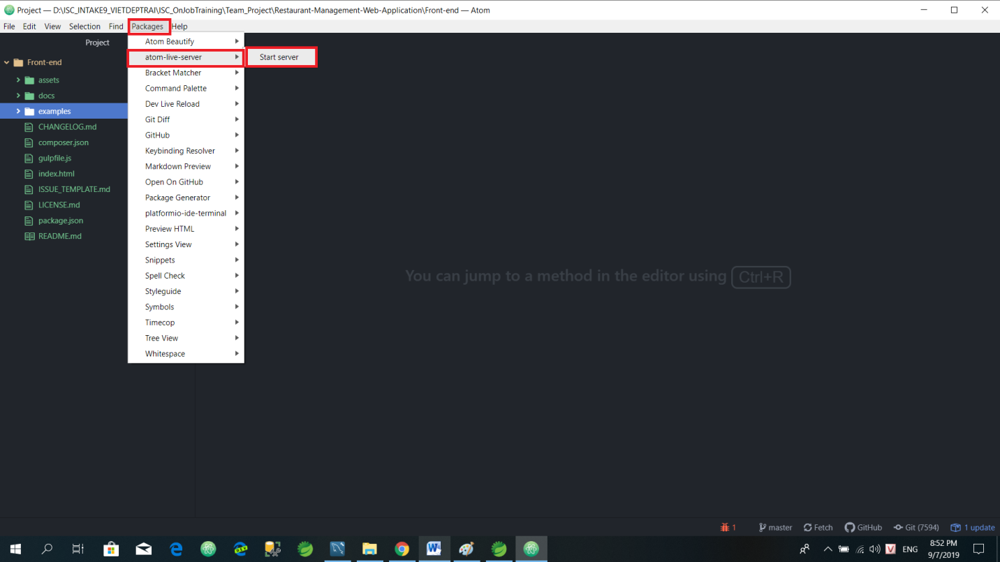 Project — D:\ISC_INTAKE9_VIETDEPTRAI\ISC_OnJobTraining\Team_Project\Restaurant-Management-Web-Application\Front-end — Atom
File Edit View Selection Find Packages Help
Project
Front-end
assets
docs
examples
CHANGELOG.md
composer.json
gulpfile.js
index.html
ISSUE_TEMPLATE.md
LICENSE.md
package.json
README.md
Atom Beautify
atom-live-server
Start server
Bracket Matcher
Command Palette
Dev Live Reload
Git Diff
GitHub
Keybinding Resolver
Markdown Preview
Open On GitHub
Package Generator
platformio-ide-terminal
Preview HTML
Settings View
Snippets
Spell Check
Styleguide
Symbols
Timecop
Tree View
Whitespace
You can jump to a method in the editor using Ctrl+R
1 master Fetch GitHub Git (7594) 1 update
DEV
W
V ENG
8:52 PM
9/7/2019